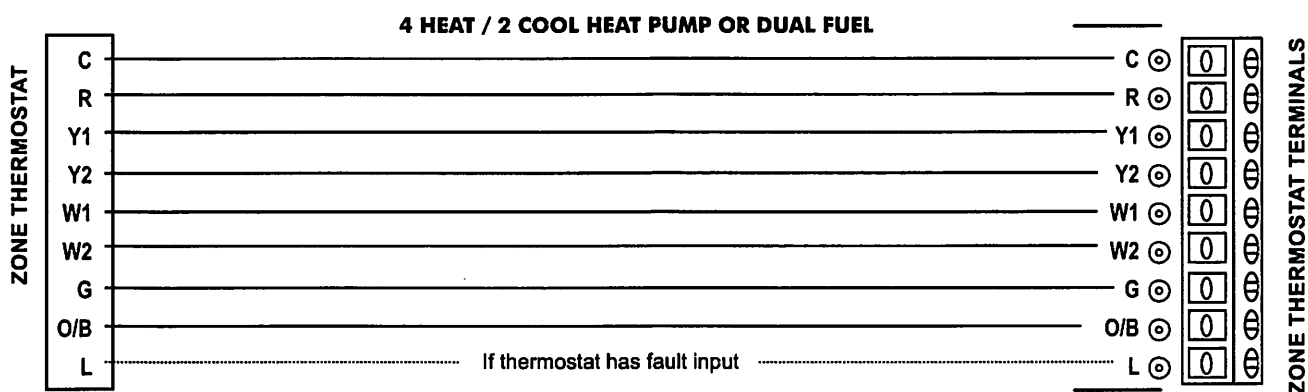 4 HEAT / 2 COOL HEAT PUMP OR DUAL FUEL
ZONE THERMOSTAT
C C
R R
Y1 Y1
Y2 Y2
W1 W1
W2 W2
G G
O/B O/B
L If thermostat has fault input L
ZONE THERMOSTAT TERMINALS